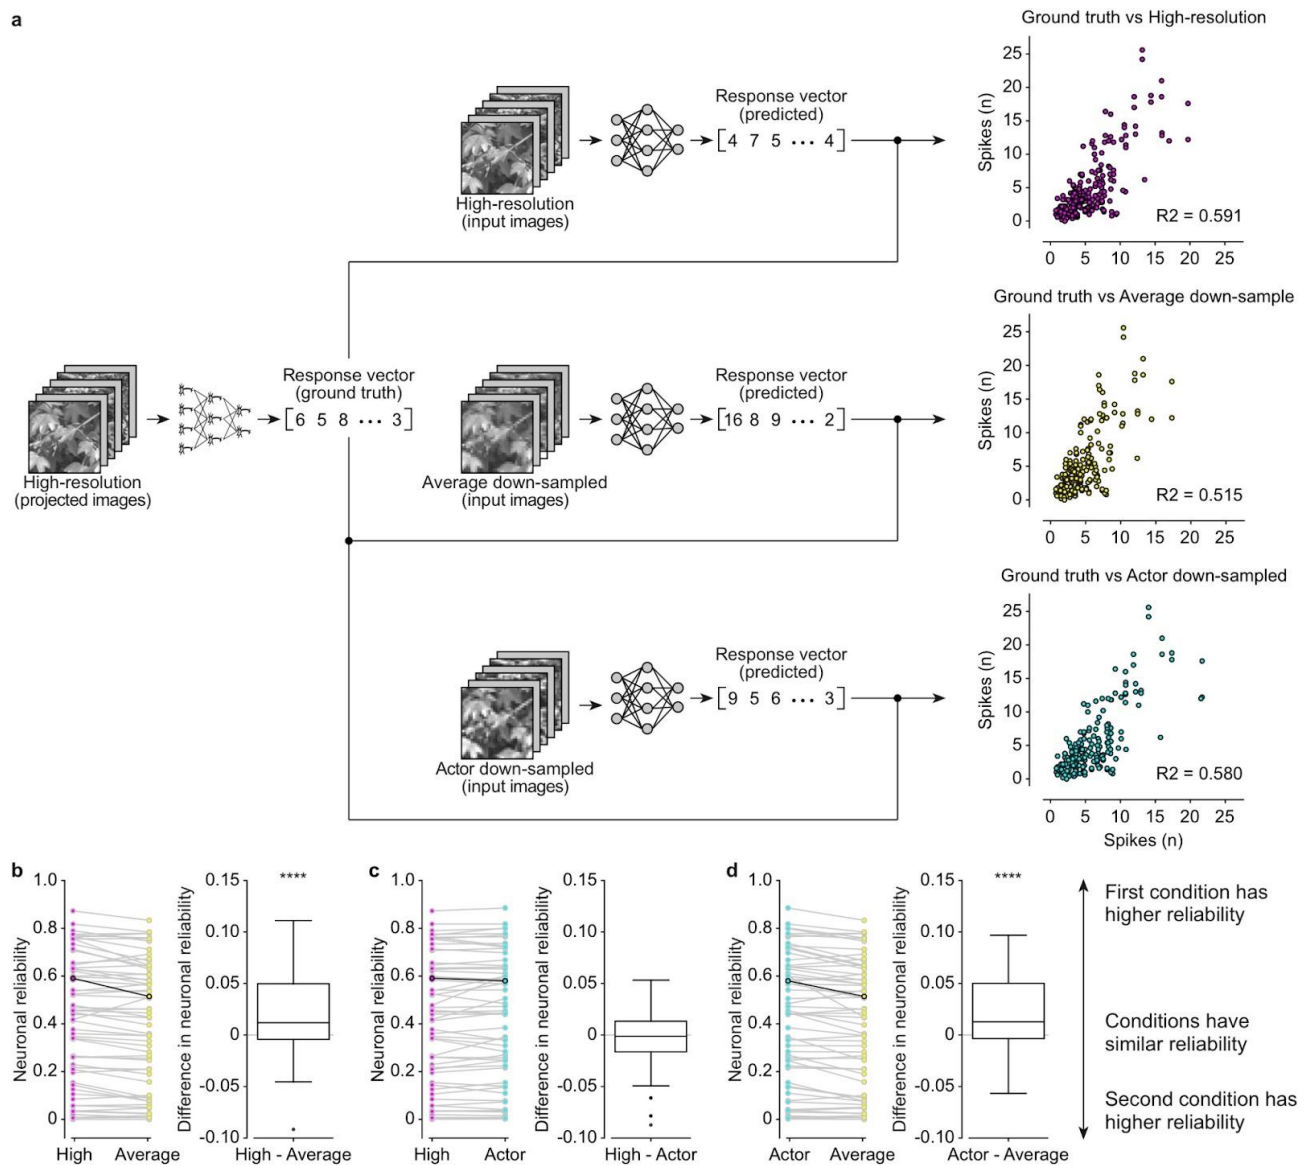 a
Ground truth vs High-resolution
25
20
15
10
5
0
Spikes (n)
R2 = 0.591
0 5 10 15 20 25
Response vector
(predicted)
[4 7 5 ••• 4]
High-resolution
(input images)
Ground truth vs Average down-sample
25
20
15
10
5
0
Spikes (n)
R2 = 0.515
0 5 10 15 20 25
Response vector
(ground truth)
[6 5 8 ••• 3]
High-resolution
(projected images)
Response vector
(predicted)
[16 8 9 ••• 2]
Average down-sampled
(input images)
Ground truth vs Actor down-sampled
25
20
15
10
5
0
Spikes (n)
R2 = 0.580
0 5 10 15 20 25
Spikes (n)
Response vector
(predicted)
[9 5 6 ••• 3]
Actor down-sampled
(input images)
b
1.0
0.8
0.6
0.4
0.2
0
Neuronal reliability
High Average
0.15
0.10
0.05
0
-0.05
-0.10
Difference in neuronal reliability
****
High - Average
c
1.0
0.8
0.6
0.4
0.2
0
Neuronal reliability
High Actor
0.15
0.10
0.05
0
-0.05
-0.10
Difference in neuronal reliability
High - Actor
d
1.0
0.8
0.6
0.4
0.2
0
Neuronal reliability
Actor Average
0.15
0.10
0.05
0
-0.05
-0.10
Difference in neuronal reliability
****
Actor - Average
First condition has
higher reliability
Conditions have
similar reliability
Second condition has
higher reliability